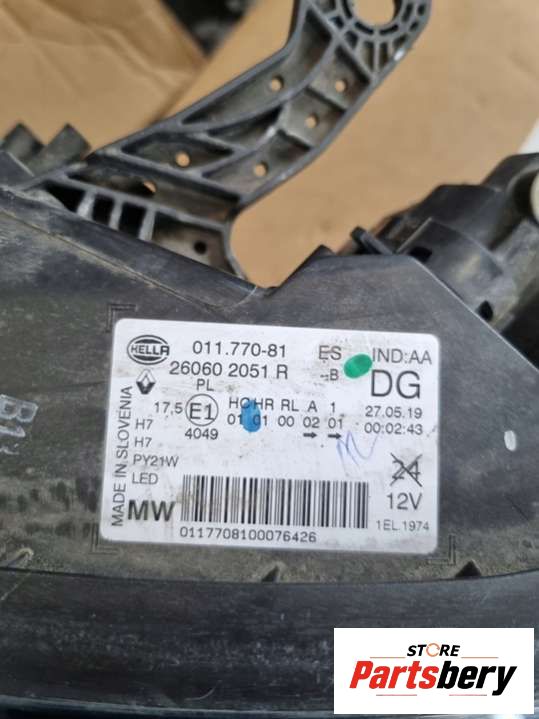 HELLA
011.770-81
ES
IND:AA
26060 2051 R
--B
DG
PL
17,5
E1
HC HR RL A 1
27.05.19
01 01 00 02 01
00:02:43
H7
4049
H7
PY21W
24
LED
12V
MADE IN SLOVENIA
MW
1EL.1974
0117708100076426
STORE
Partsbery